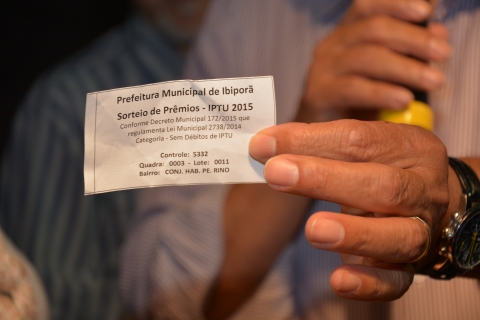 Prefeitura Municipal de Ibiporã
Sorteio de Prêmios - IPTU 2015
Conforme Decreto Municipal 172/2015 que
regulamenta Lei Municipal 2738/2014
Categoria - Sem Débitos de IPTU
Controle: 5332
Quadra: 0003 - Lote: 0011
Bairro: CONJ. HAB. PE. RINO